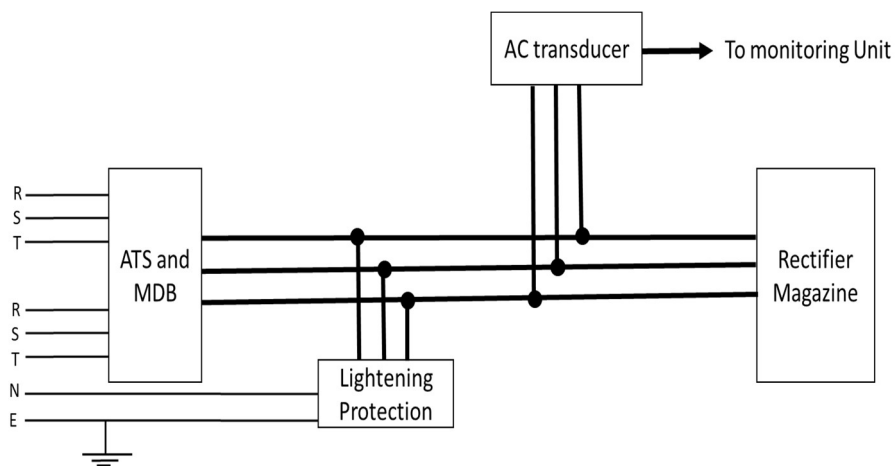 AC transducer
To monitoring Unit
R
S
T
ATS and
MDB
R
S
T
N
E
Lightening
Protection
Rectifier
Magazine